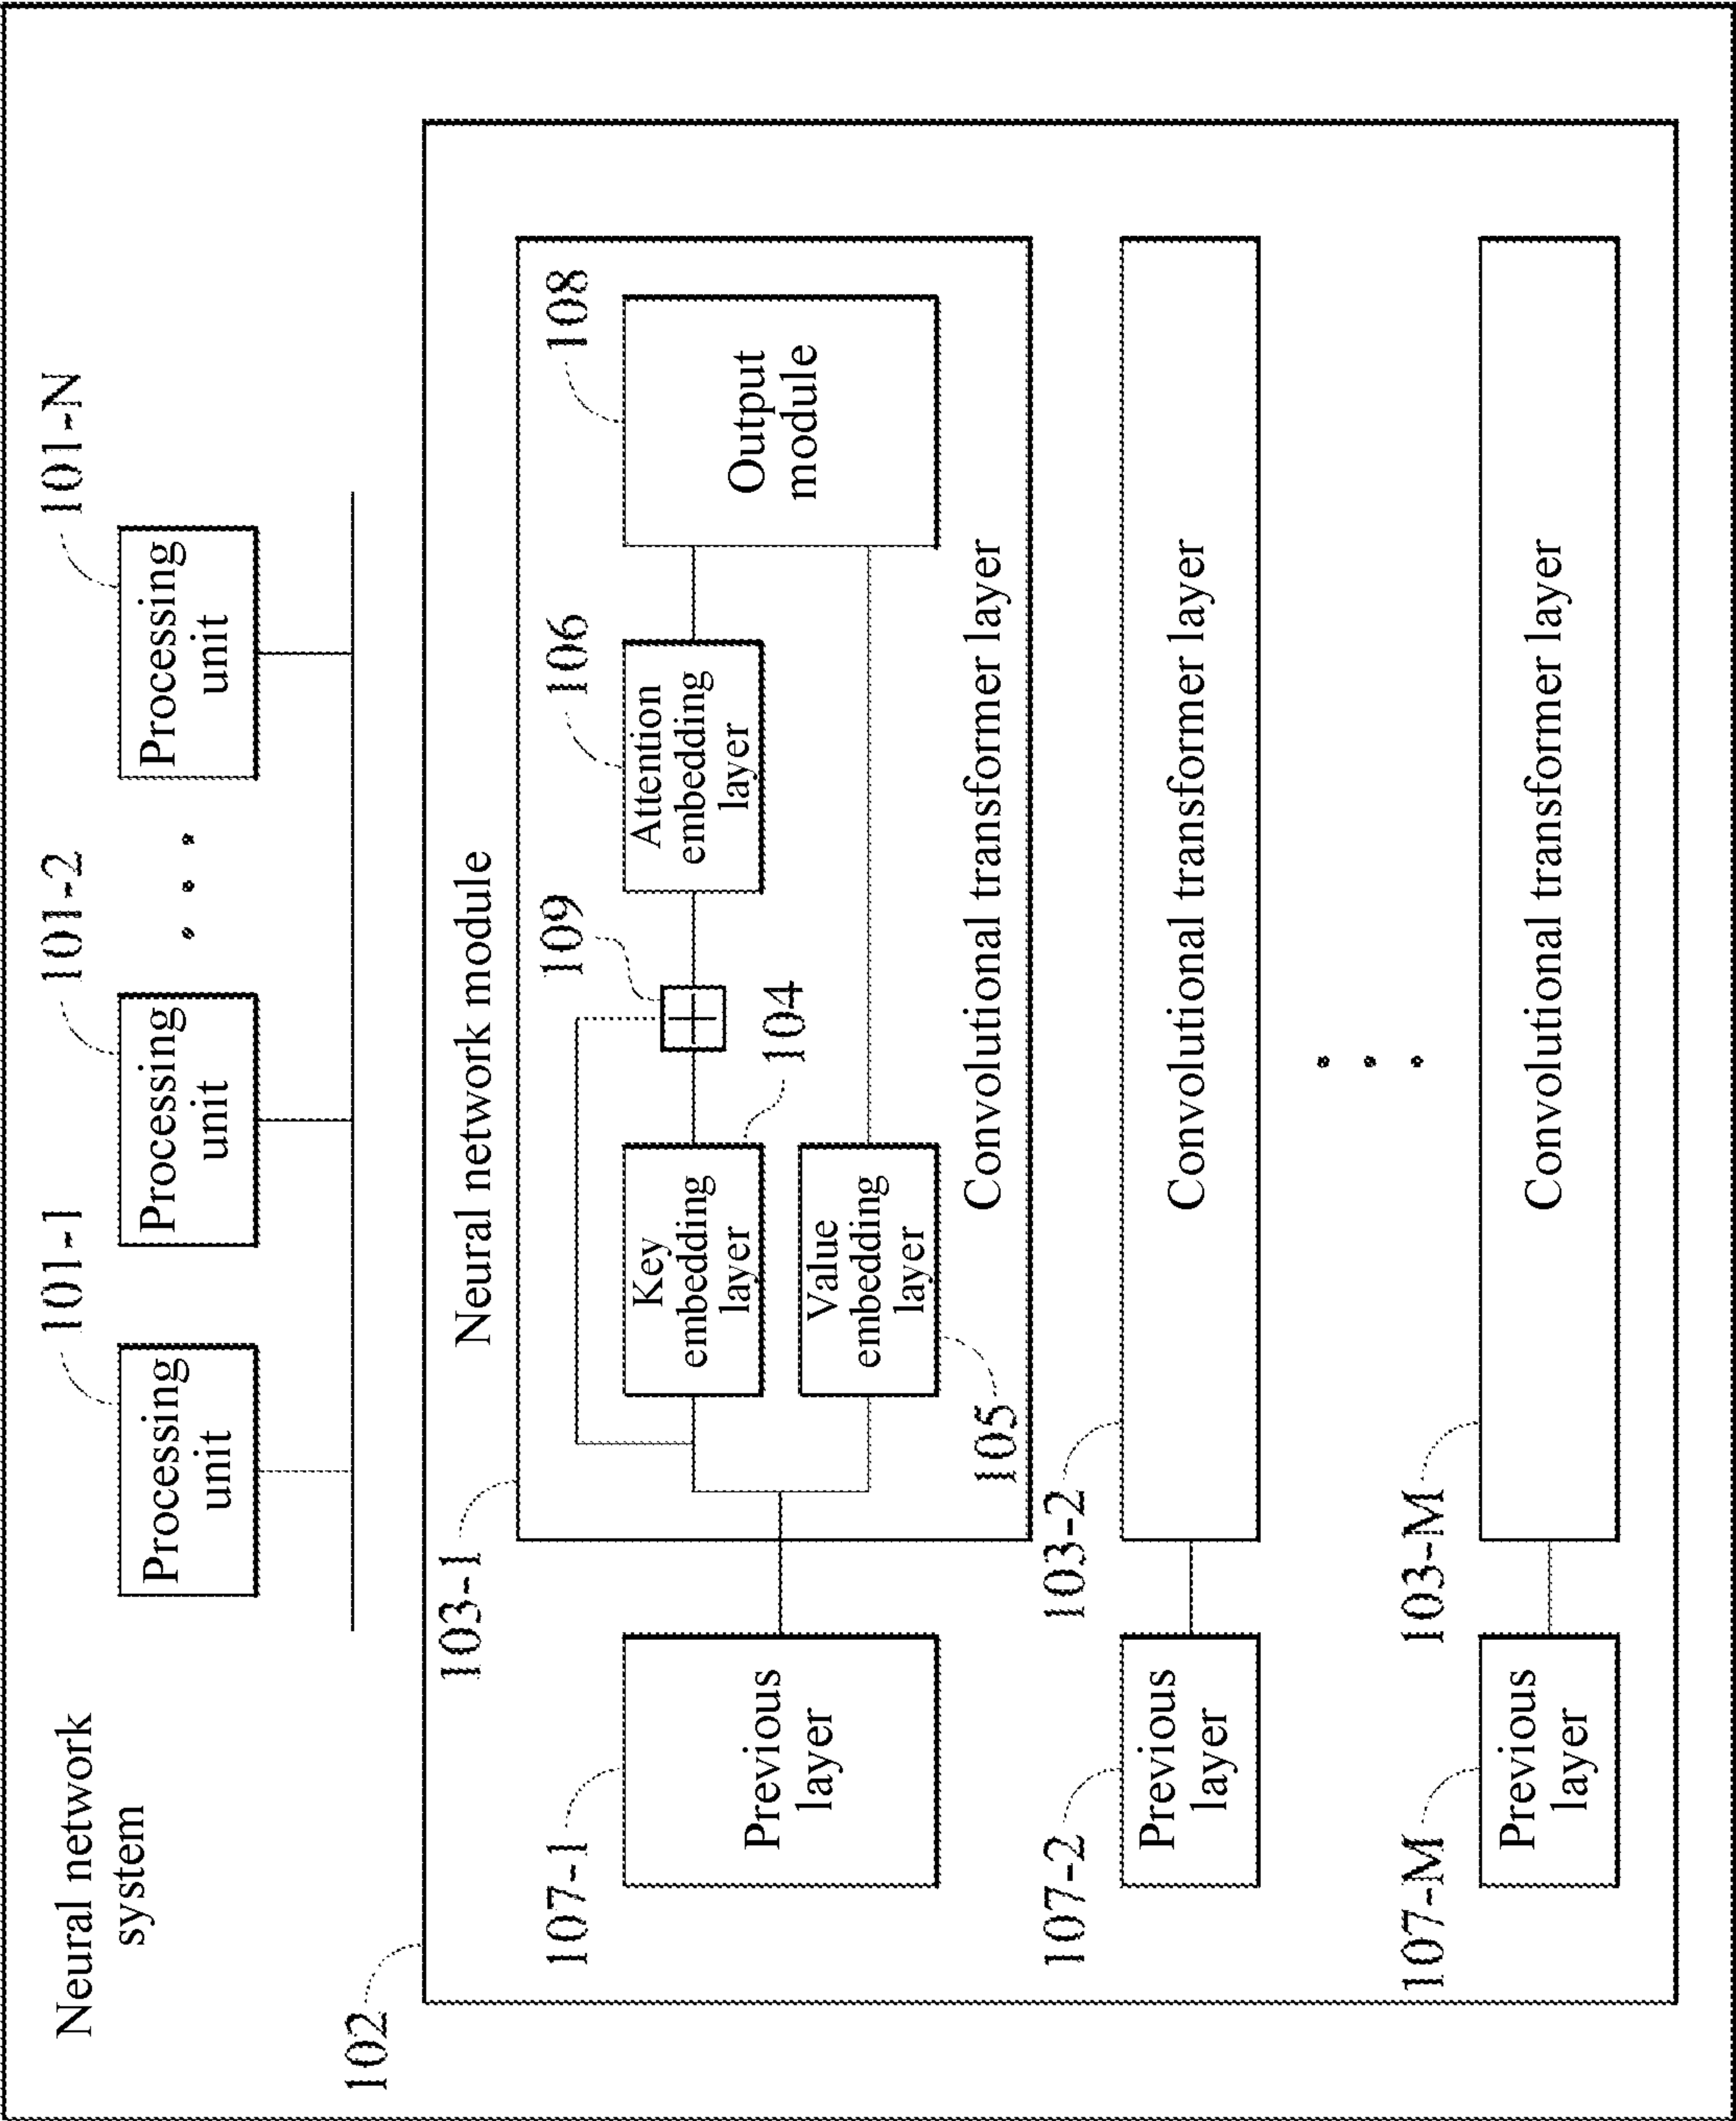 Neural network
system
101-1
101-2
101-N
Processing
unit
Processing
unit
Processing
unit
102
Neural network module
103-1
107-1
Previous
layer
Key
embedding
layer
104
Value
embedding
layer
105
109
Attention
embedding
layer
106
Output
module
108
Convolutional transformer layer
107-2
Previous
layer
103-2
Convolutional transformer layer
107-M
Previous
layer
103-M
Convolutional transformer layer